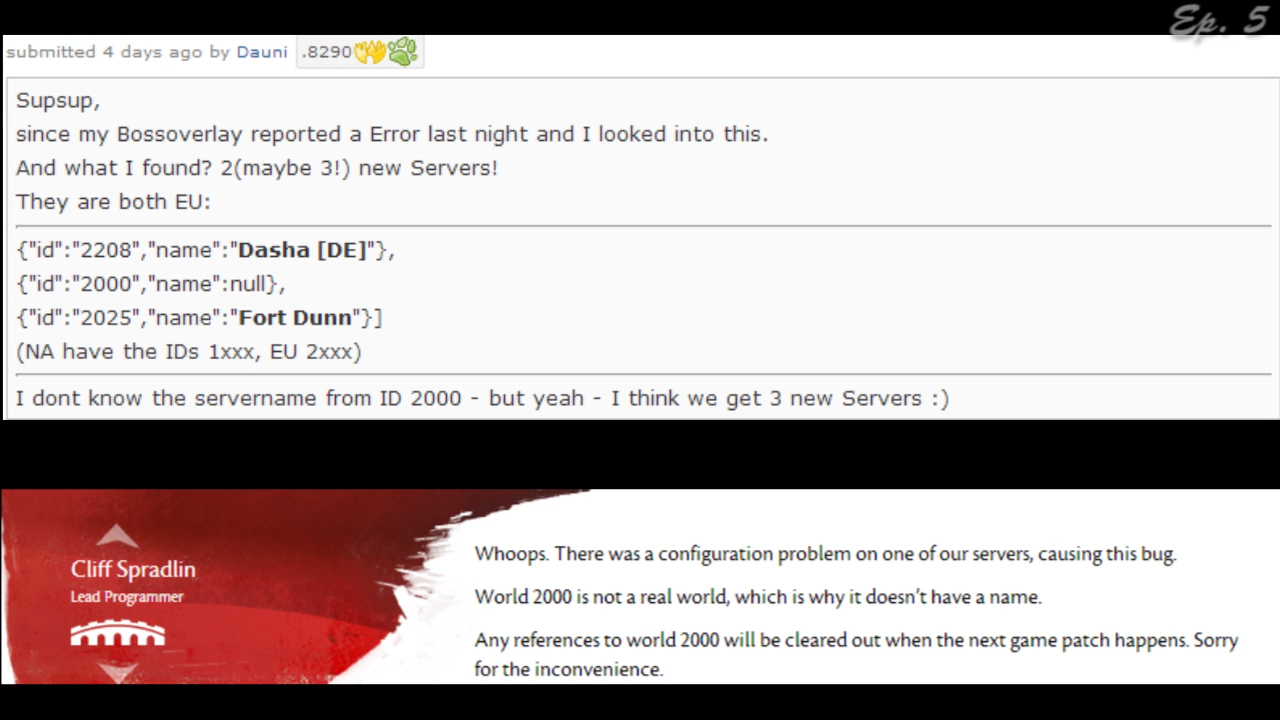 Ep. 5
submitted 4 days ago by Dauni .8290
Supsup,
since my Bossoverlay reported a Error last night and I looked into this.
And what I found? 2(maybe 3!) new Servers!
They are both EU:
{"id":"2208","name":"Dasha [DE]"},
{"id":"2000","name":null},
{"id":"2025","name":"Fort Dunn"}]
(NA have the IDs 1xxx, EU 2xxx)
I dont know the servername from ID 2000 - but yeah - I think we get 3 new Servers :)
Cliff Spradlin
Lead Programmer
Whoops. There was a configuration problem on one of our servers, causing this bug.
World 2000 is not a real world, which is why it doesn't have a name.
Any references to world 2000 will be cleared out when the next game patch happens. Sorry
for the inconvenience.